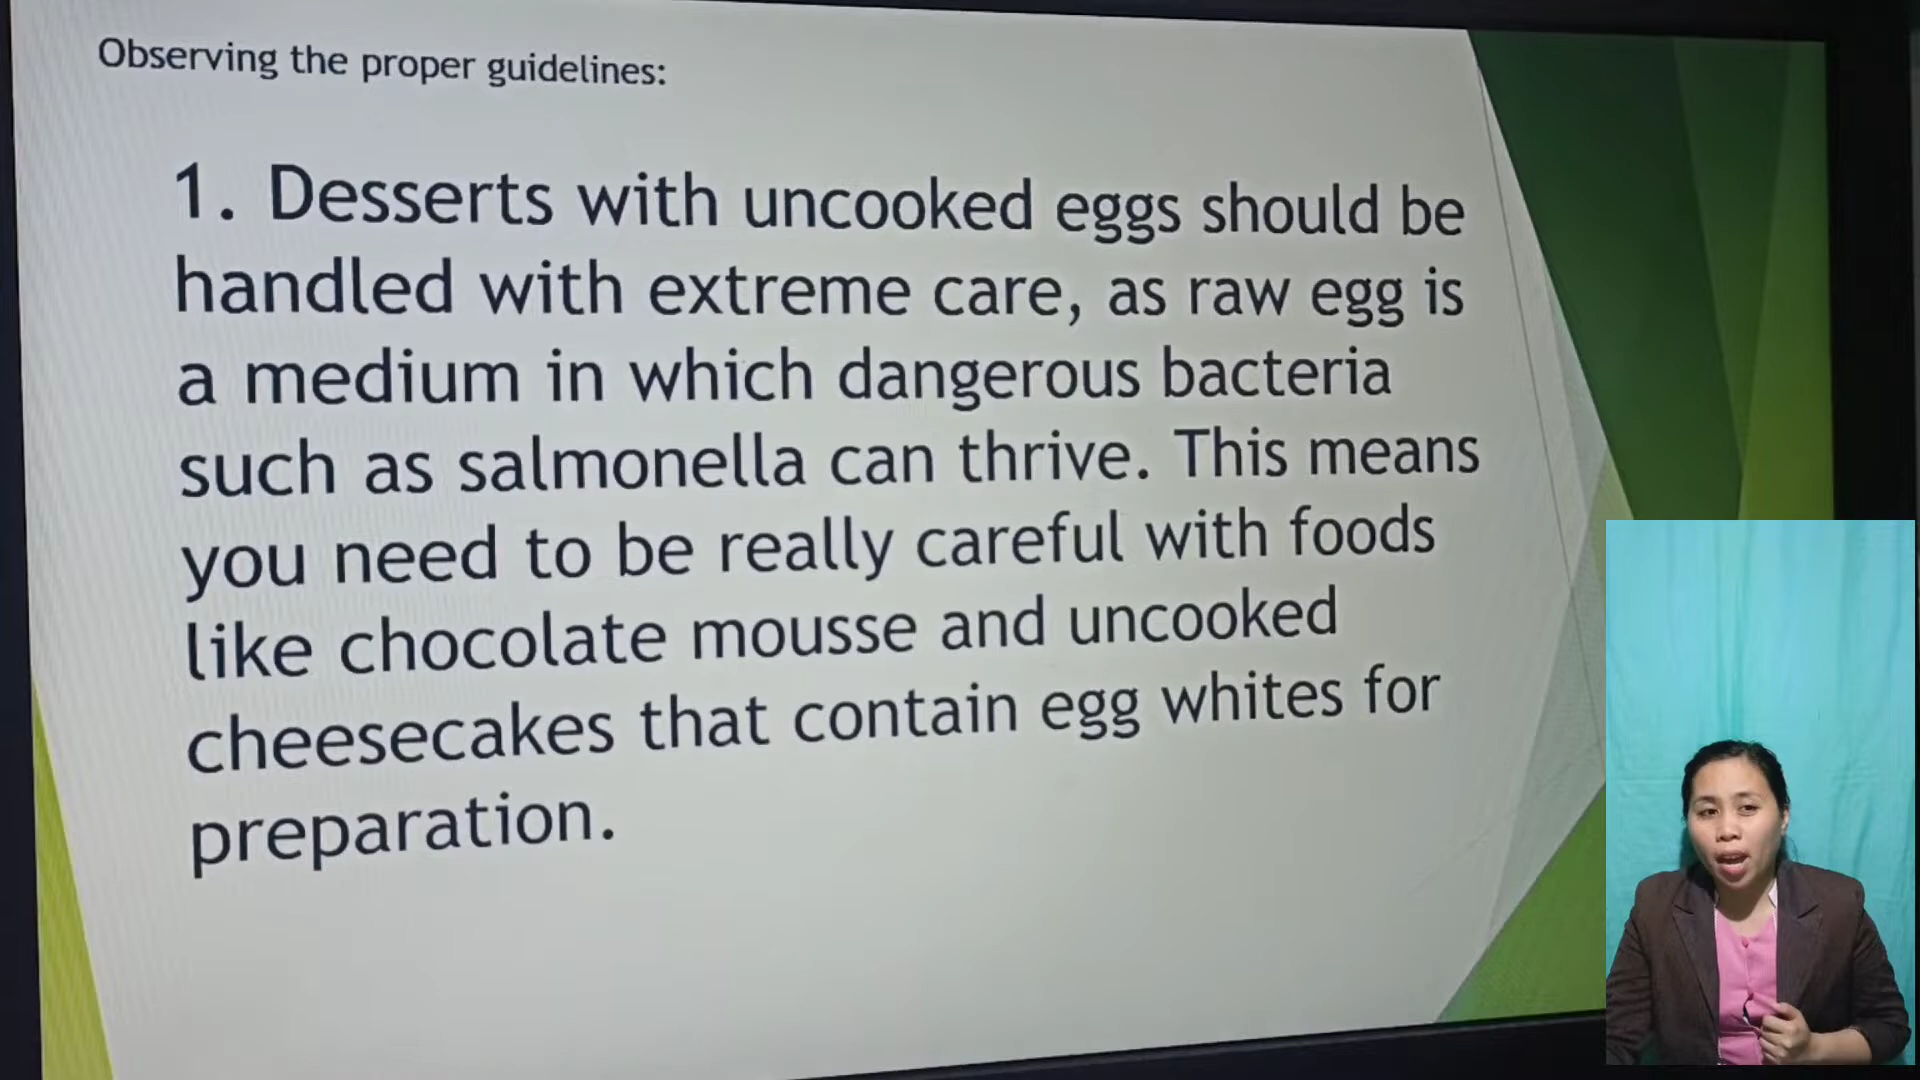 Observing the proper guidelines:
1. Desserts with uncooked eggs should be
handled with extreme care, as raw egg is
a medium in which dangerous bacteria
such as salmonella can thrive. This means
you need to be really careful with foods
like chocolate mousse and uncooked
cheesecakes that contain egg whites for
preparation.